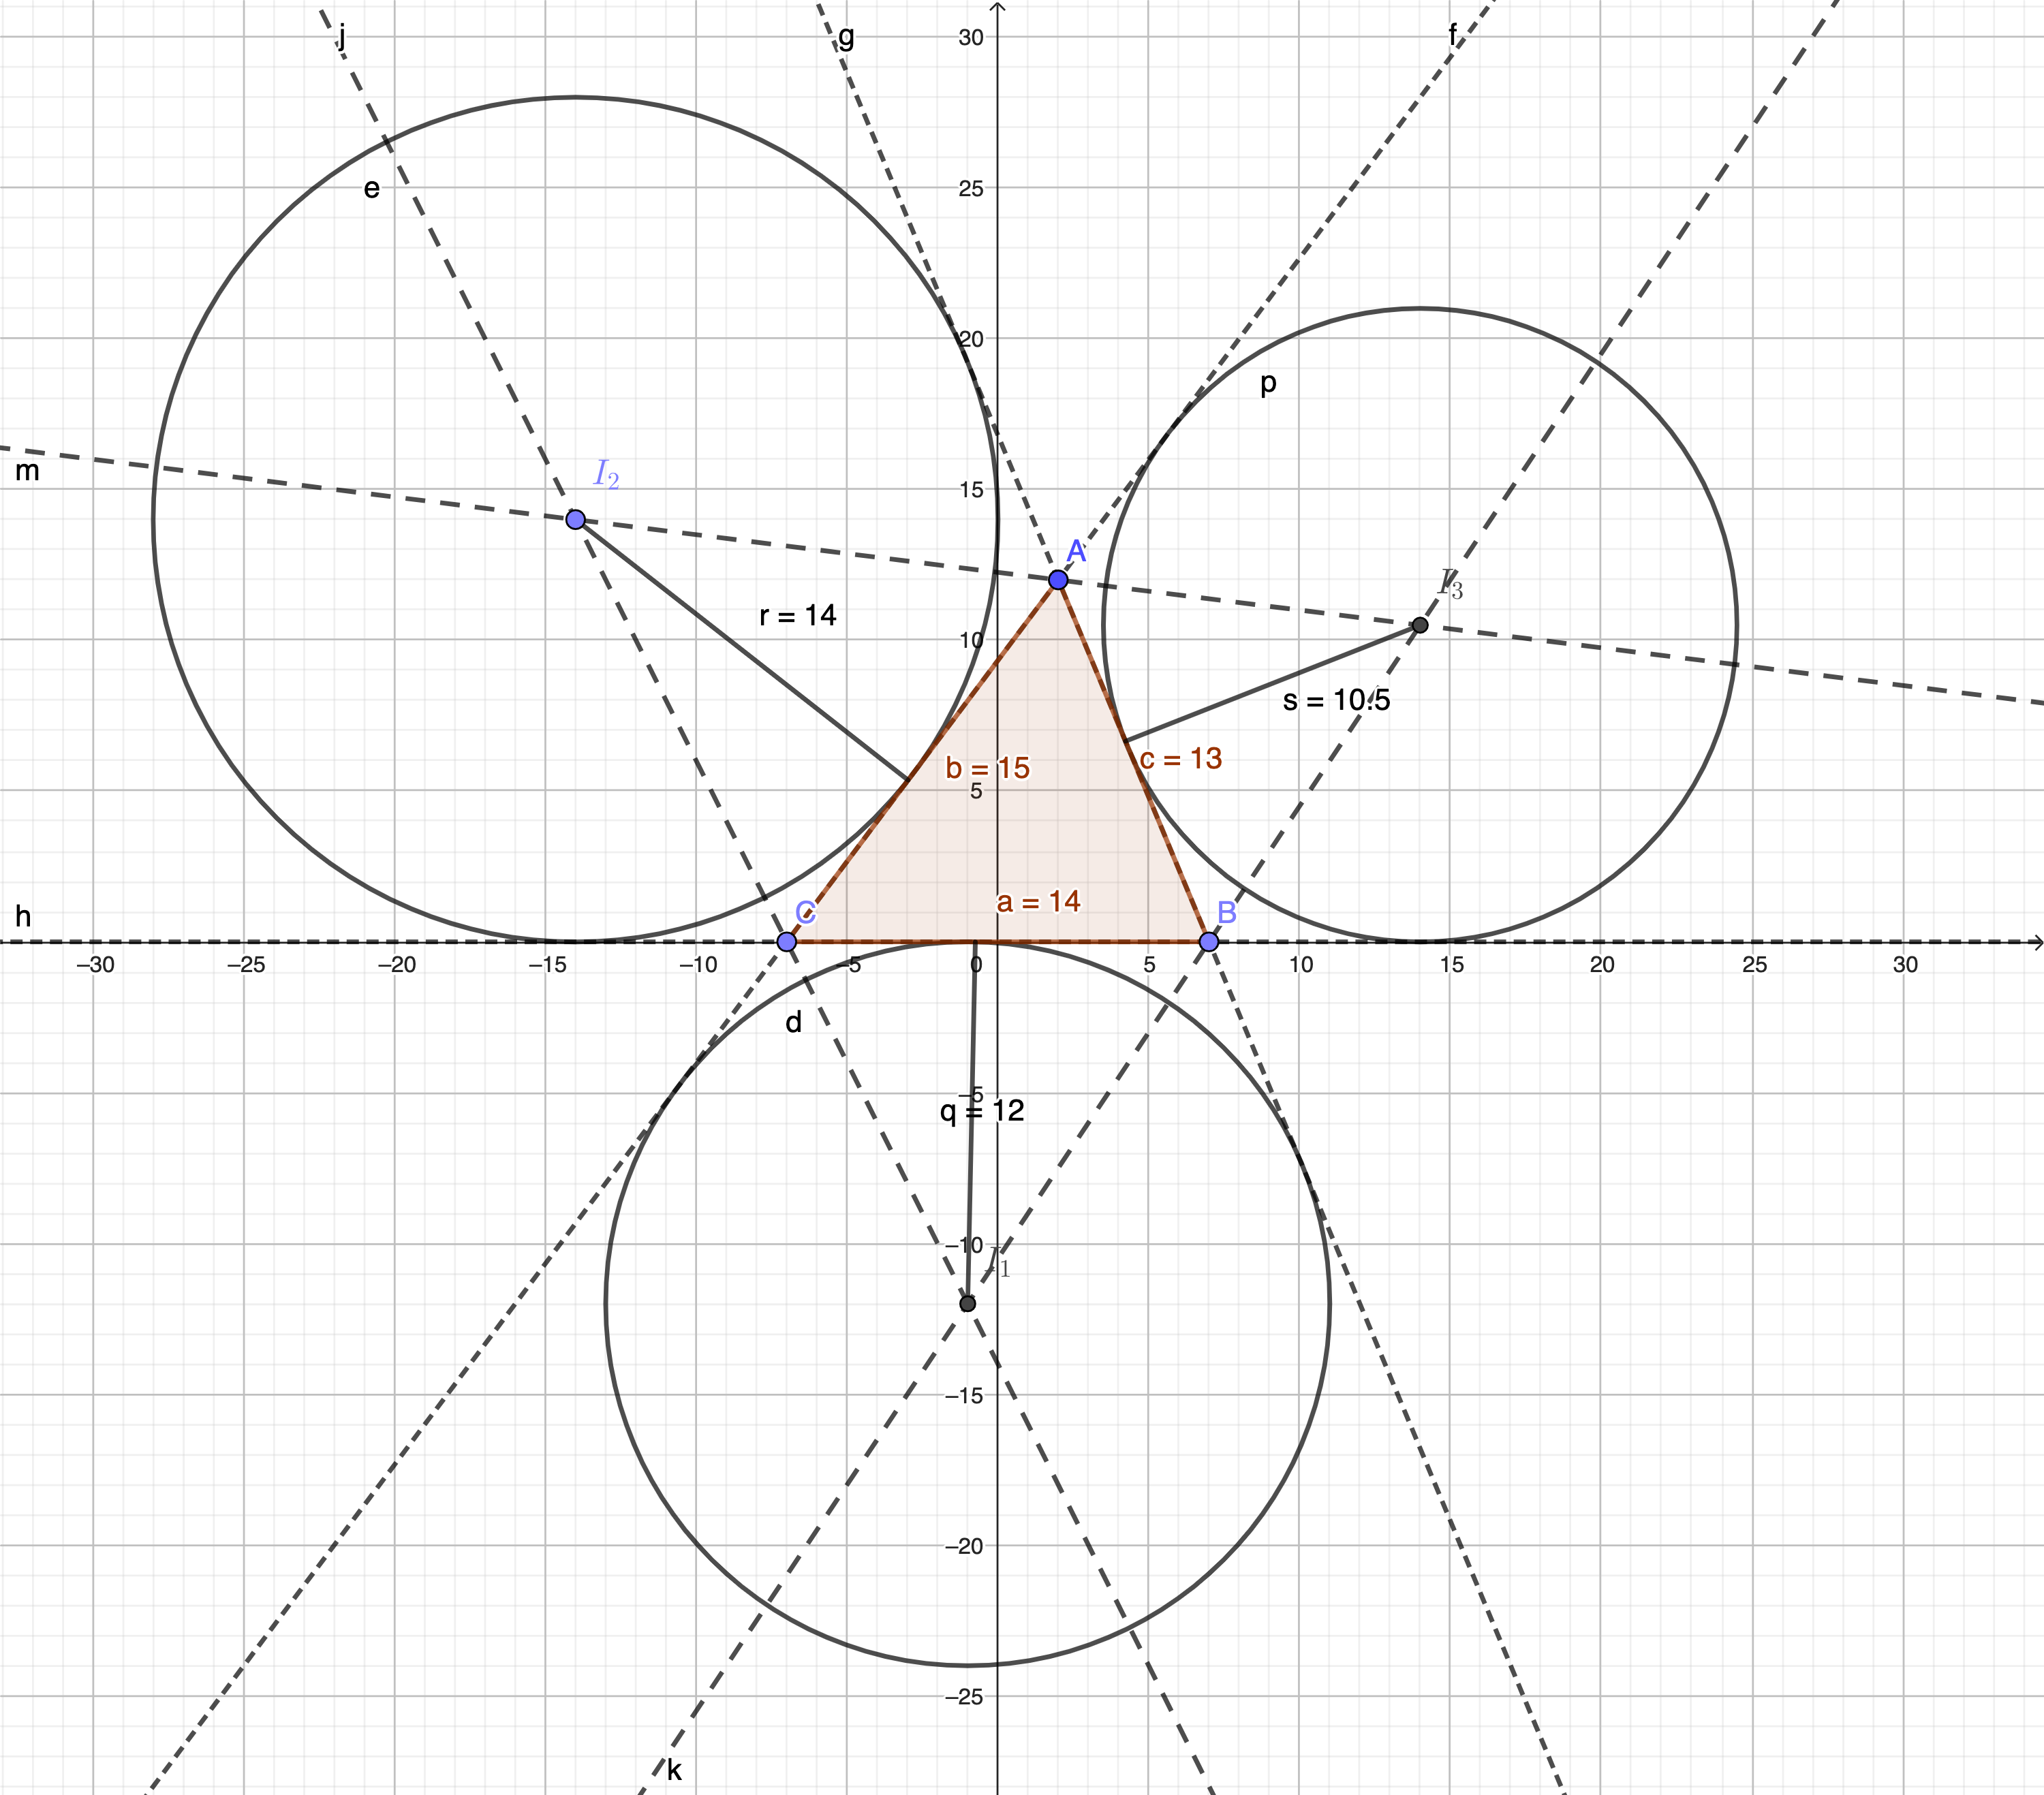 j
g
30
f
e
25
20
p
m
I₂
15
A
I₃
r = 14
10
s = 10.5
b = 15
c = 13
5
a = 14
h
C
B
–30
–25
–20
–15
–10
–5
0
5
10
15
20
25
30
d
–5
q = 12
–10
I₁
–15
–20
–25
k